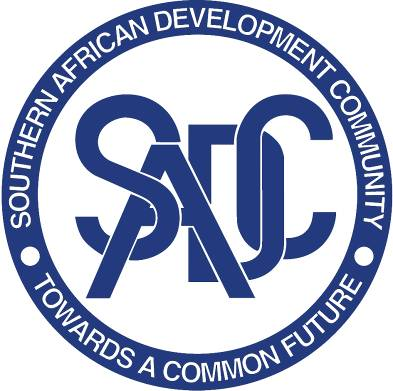 SOUTHERN AFRICAN DEVELOPMENT COMMUNITY
SADC
TOWARDS A COMMON FUTURE